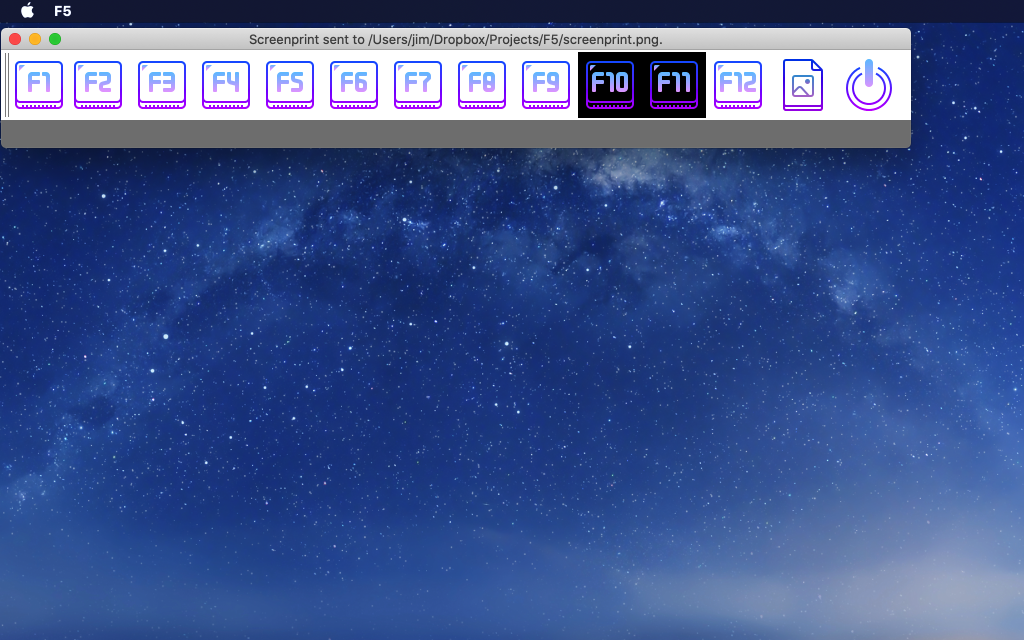 F5
Screenprint sent to /Users/jim/Dropbox/Projects/F5/screenprint.png.
F1 F2 F3 F4 F5 F6 F7 F8 F9 F10 F11 F12